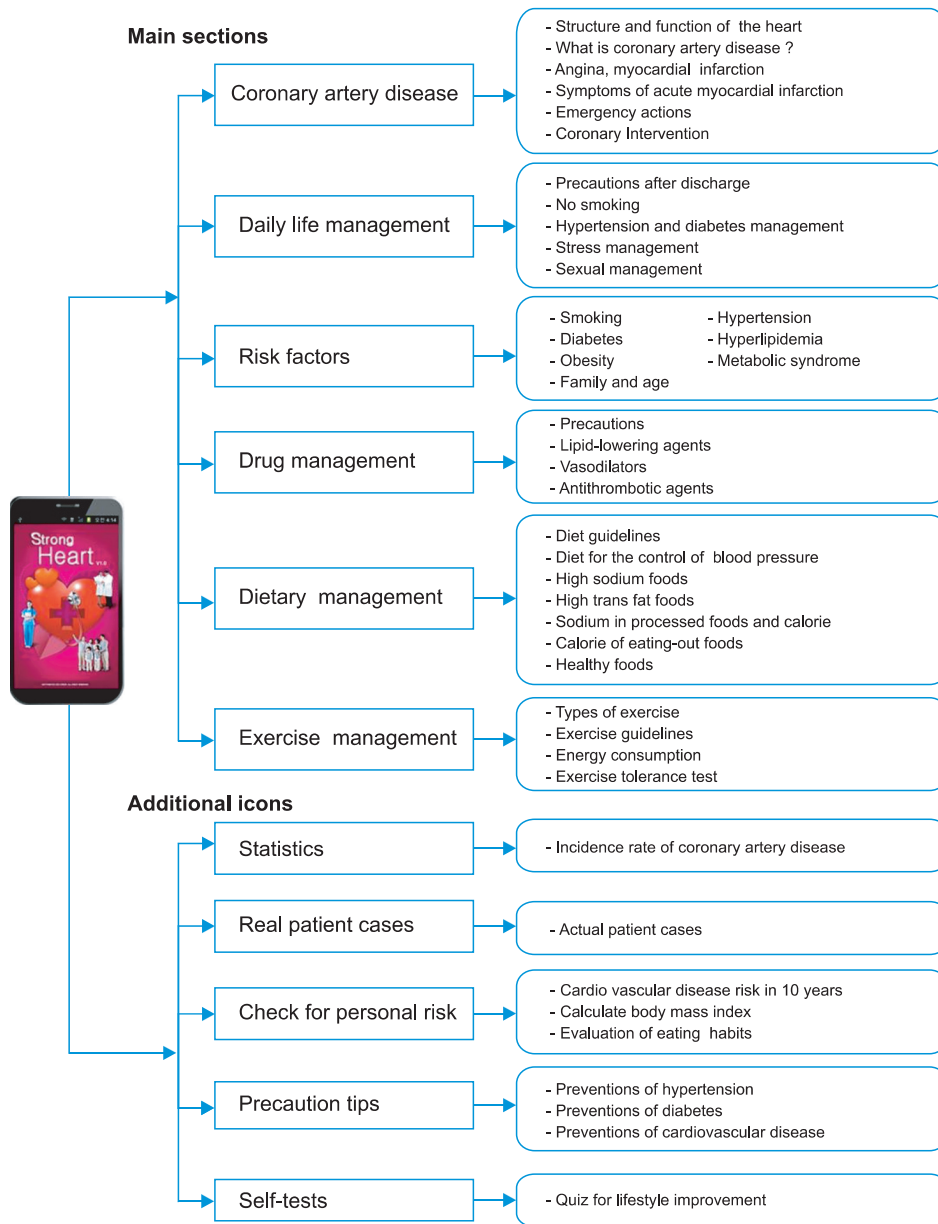 Main sections
Coronary artery disease
- Structure and function of the heart
- What is coronary artery disease ?
- Angina, myocardial infarction
- Symptoms of acute myocardial infarction
- Emergency actions
- Coronary Intervention
Daily life management
- Precautions after discharge
- No smoking
- Hypertension and diabetes management
- Stress management
- Sexual management
Risk factors
- Smoking
- Diabetes
- Obesity
- Family and age
- Hypertension
- Hyperlipidemia
- Metabolic syndrome
Drug management
- Precautions
- Lipid-lowering agents
- Vasodilators
- Antithrombotic agents
4:14
Strong
Heart
Dietary management
- Diet guidelines
- Diet for the control of blood pressure
- High sodium foods
- High trans fat foods
- Sodium in processed foods and calorie
- Calorie of eating-out foods
- Healthy foods
Exercise management
- Types of exercise
- Exercise guidelines
- Energy consumption
- Exercise tolerance test
Additional icons
Statistics
- Incidence rate of coronary artery disease
Real patient cases
- Actual patient cases
Check for personal risk
- Cardio vascular disease risk in 10 years
- Calculate body mass index
- Evaluation of eating habits
Precaution tips
- Preventions of hypertension
- Preventions of diabetes
- Preventions of cardiovascular disease
Self-tests
- Quiz for lifestyle improvement